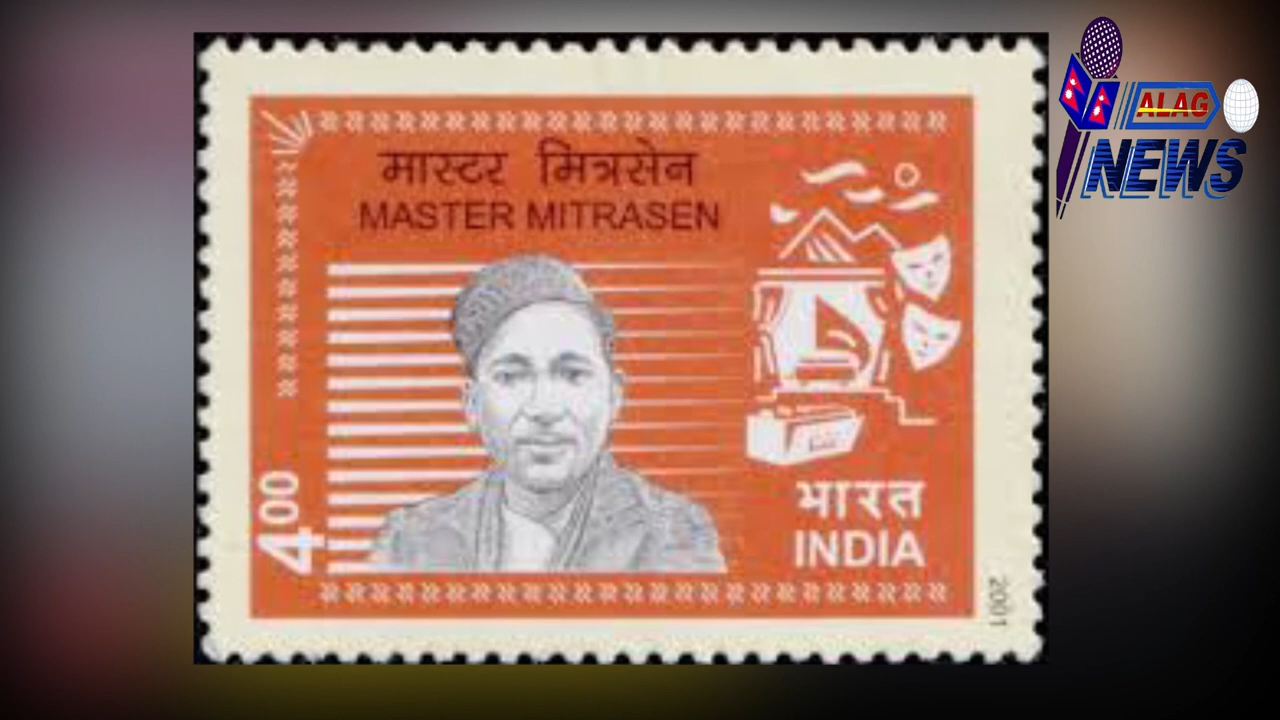 मास्टर मित्रसेन
MASTER MITRASEN
4.00
भारत
INDIA
2001
ALAG
NEWS